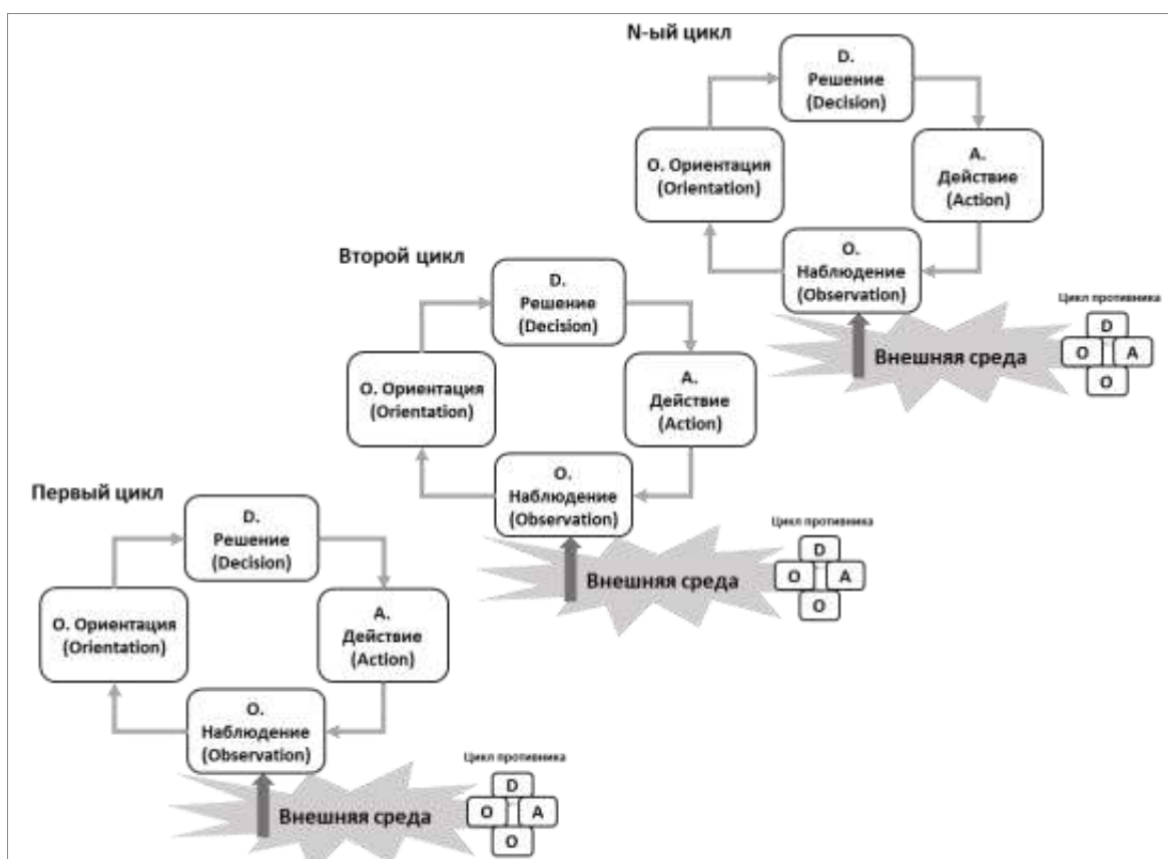 N-ый цикл
D.
Решение
(Decision)
О. Ориентация
(Orientation)
A.
Действие
(Action)
О.
Наблюдение
(Observation)
Внешняя среда
Цикл противника
D
O
A
O
Второй цикл
D.
Решение
(Decision)
О. Ориентация
(Orientation)
A.
Действие
(Action)
О.
Наблюдение
(Observation)
Внешняя среда
Цикл противника
D
O
A
O
Первый цикл
D.
Решение
(Decision)
О. Ориентация
(Orientation)
A.
Действие
(Action)
О.
Наблюдение
(Observation)
Внешняя среда
Цикл противника
D
O
A
O